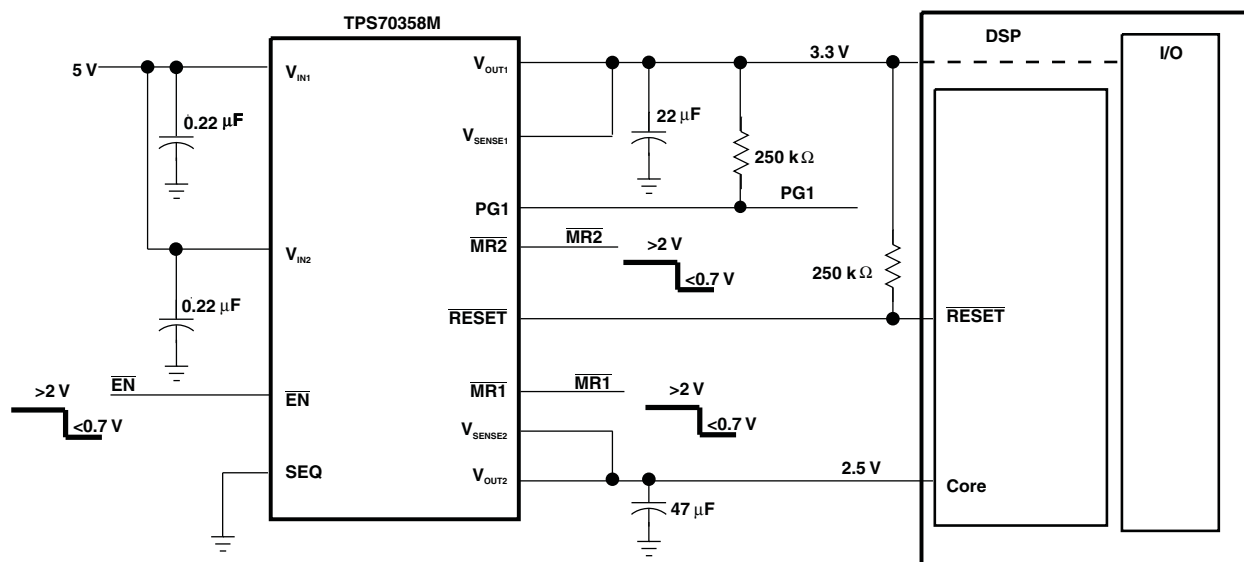 TPS70358M
DSP
I/O
5 V
V_IN1
V_OUT1
3.3 V
0.22 μF
V_SENSE1
22 μF
250 kΩ
PG1
PG1
MR2
MR2
>2 V
<0.7 V
V_IN2
250 kΩ
0.22 μF
RESET
RESET
EN
>2 V
<0.7 V
EN
MR1
MR1
>2 V
<0.7 V
V_SENSE2
SEQ
V_OUT2
2.5 V
Core
47 μF